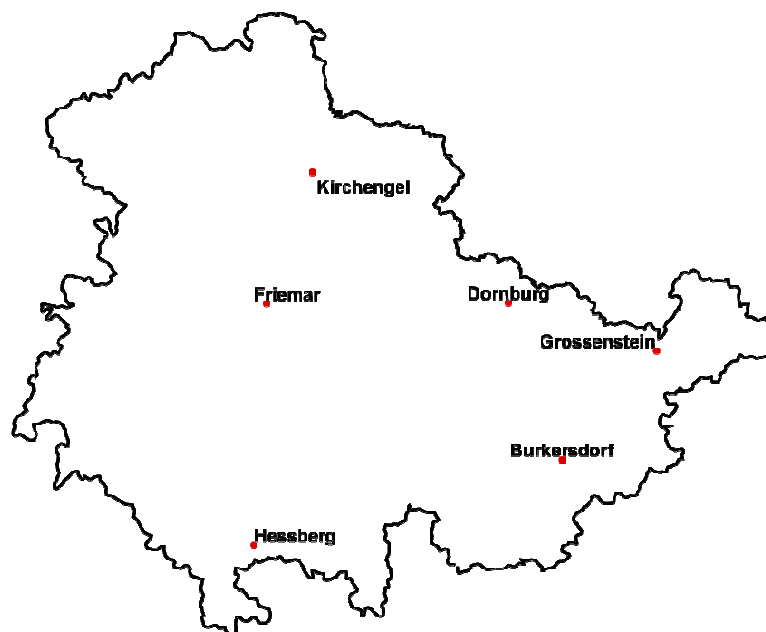 Kirchengel
Friemar
Dornburg
Grossenstein
Burkersdorf
Hessberg